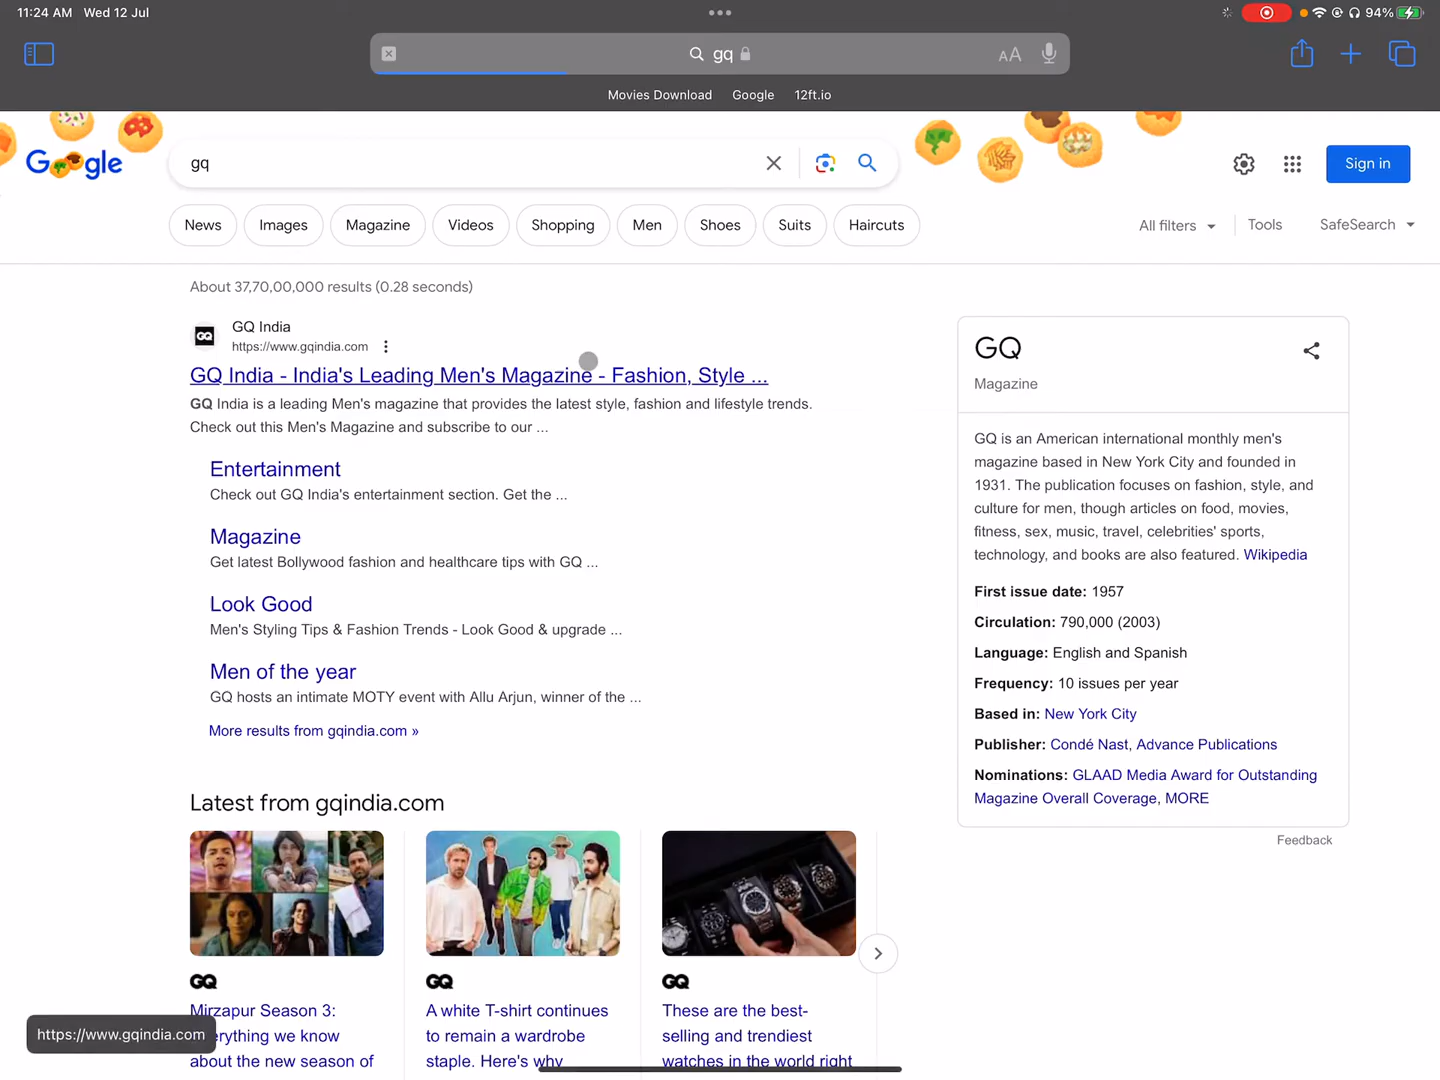 11:24 AM Wed 12 Jul
94%
gq
AA
Movies Download Google 12ft.io
Google
gq
Sign in
News Images Magazine Videos Shopping Men Shoes Suits Haircuts
All filters Tools SafeSearch
About 37,70,00,000 results (0.28 seconds)
GQ
GQ India
https://www.gqindia.com
GQ India - India's Leading Men's Magazine - Fashion, Style ...
GQ India is a leading Men's magazine that provides the latest style, fashion and lifestyle trends.
Check out this Men's Magazine and subscribe to our ...
Entertainment
Check out GQ India's entertainment section. Get the ...
Magazine
Get latest Bollywood fashion and healthcare tips with GQ ...
Look Good
Men's Styling Tips & Fashion Trends - Look Good & upgrade ...
Men of the year
GQ hosts an intimate MOTY event with Allu Arjun, winner of the ...
More results from gqindia.com »
Latest from gqindia.com
GQ
Mirzapur Season 3:
erything we know
about the new season of
GQ
A white T-shirt continues
to remain a wardrobe
staple. Here's why
GQ
These are the best-
selling and trendiest
watches in the world right
https://www.gqindia.com
GQ
Magazine
GQ is an American international monthly men's
magazine based in New York City and founded in
1931. The publication focuses on fashion, style, and
culture for men, though articles on food, movies,
fitness, sex, music, travel, celebrities' sports,
technology, and books are also featured. Wikipedia
First issue date: 1957
Circulation: 790,000 (2003)
Language: English and Spanish
Frequency: 10 issues per year
Based in: New York City
Publisher: Condé Nast, Advance Publications
Nominations: GLAAD Media Award for Outstanding
Magazine Overall Coverage, MORE
Feedback